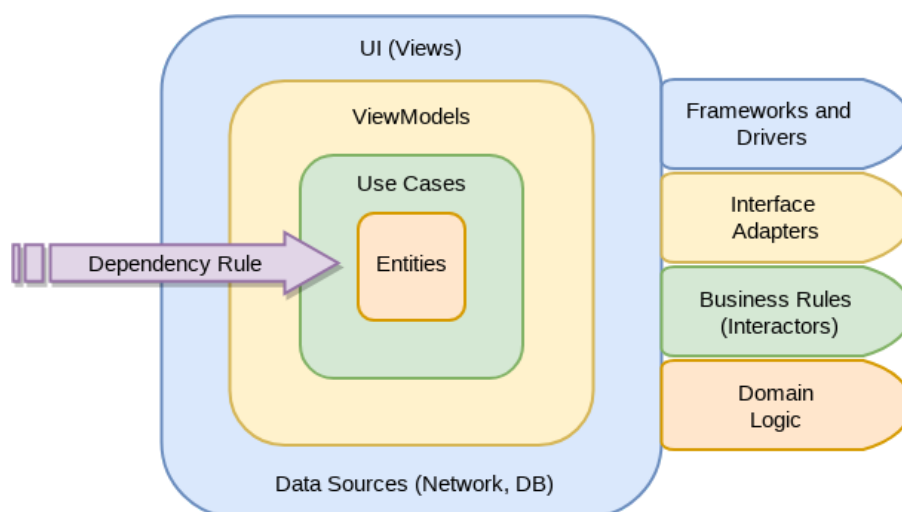 UI (Views)
ViewModels
Use Cases
Entities
Dependency Rule
Data Sources (Network, DB)
Frameworks and
Drivers
Interface
Adapters
Business Rules
(Interactors)
Domain
Logic